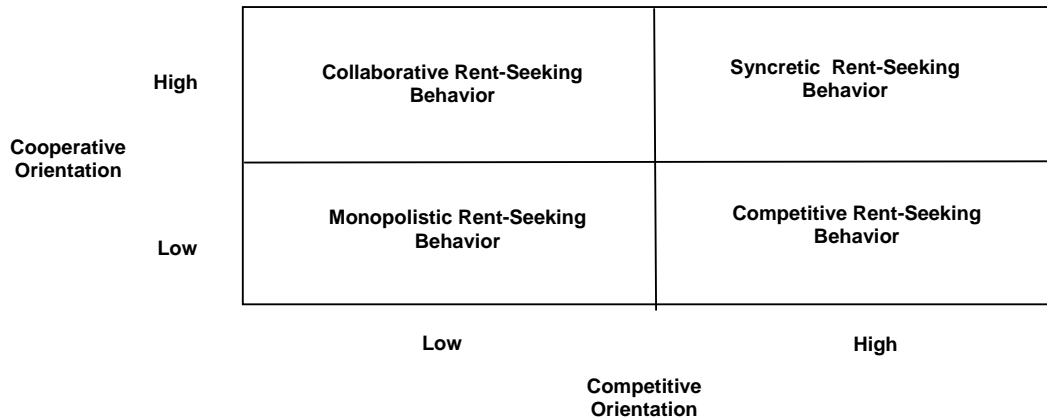 High
Collaborative Rent-Seeking
Behavior
Syncretic Rent-Seeking
Behavior
Cooperative
Orientation
Low
Monopolistic Rent-Seeking
Behavior
Competitive Rent-Seeking
Behavior
Low
High
Competitive
Orientation